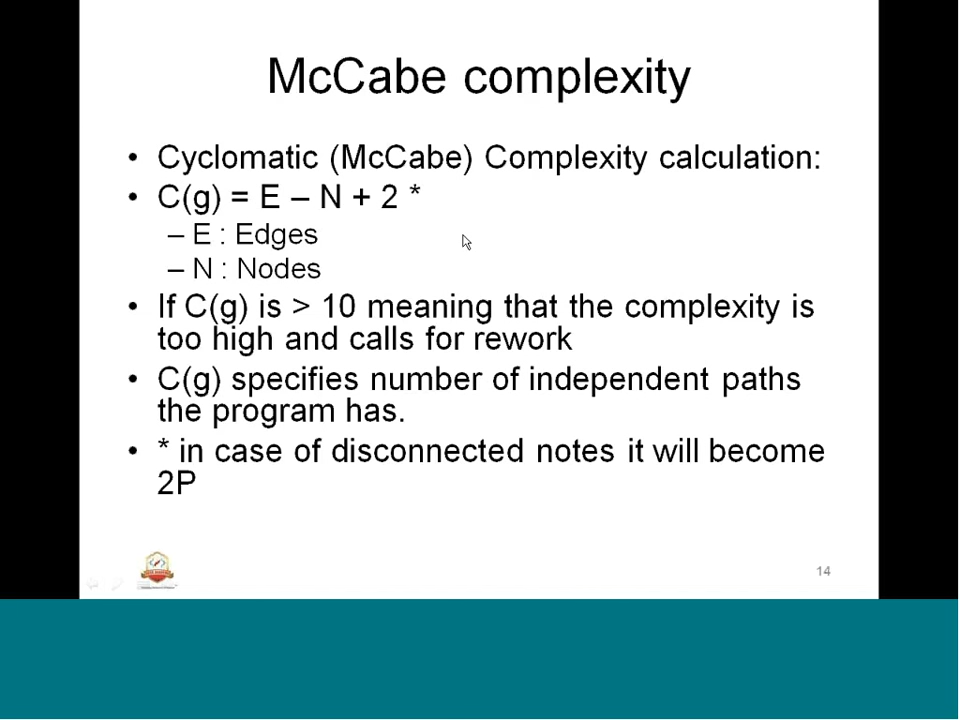 McCabe complexity
• Cyclomatic (McCabe) Complexity calculation:
• C(g) = E – N + 2 *
– E : Edges
– N : Nodes
• If C(g) is > 10 meaning that the complexity is
too high and calls for rework
• C(g) specifies number of independent paths
the program has.
• * in case of disconnected notes it will become
2P
14